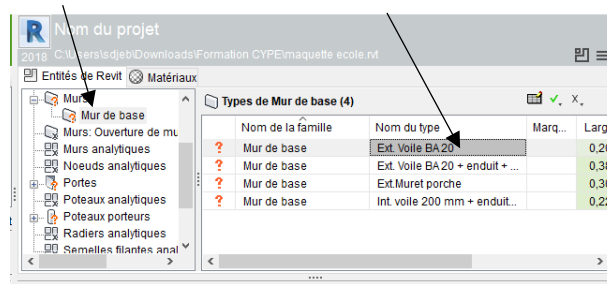 R Nom du projet
2018 C:\Users\sdjeb\Downloads\Formation CYPE\maquette ecole.rvt
Entités de Revit Matériaux
Murs
Mur de base
Murs: Ouverture de mu
Murs analytiques
Noeuds analytiques
Portes
Poteaux analytiques
Poteaux porteurs
Radiers analytiques
Semelles filantes anal
Types de Mur de base (4)
Nom de la famille Nom du type Marq... Larg
? Mur de base Ext. Voile BA 20 0,20
? Mur de base Ext. Voile BA20 + enduit + ... 0,38
? Mur de base Ext.Muret porche 0,30
? Mur de base Int. voile 200 mm + enduit... 0,22